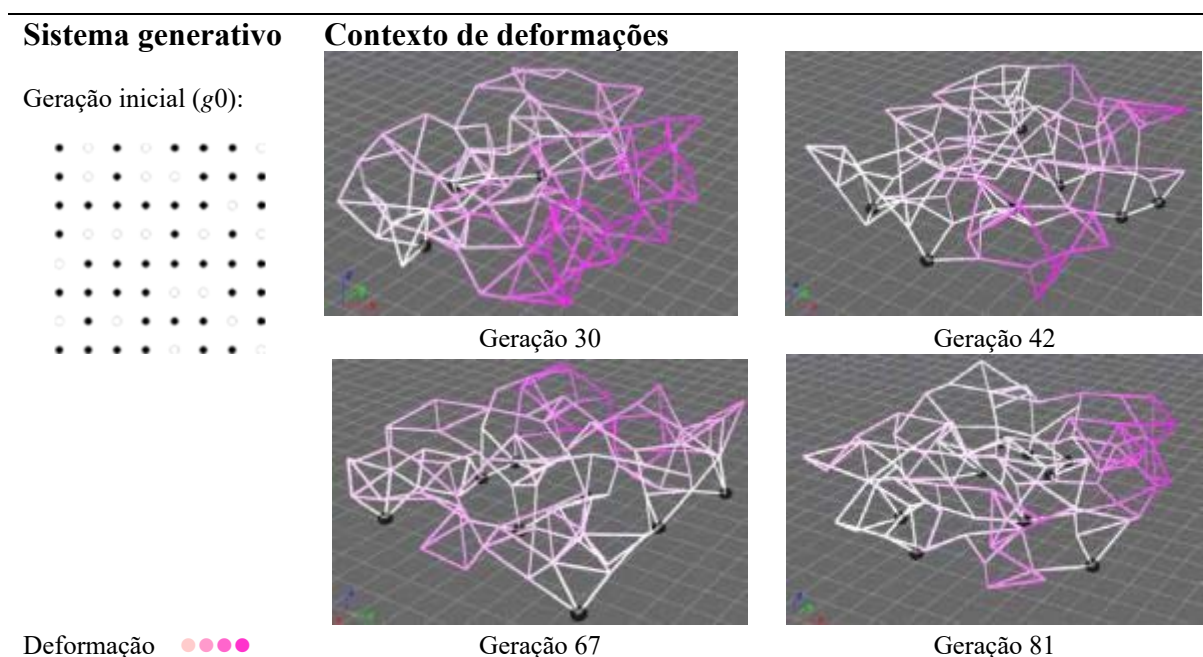 Sistema generativo
Contexto de deformações
Geração inicial (g0):
Geração 30
Geração 42
Deformação
Geração 67
Geração 81